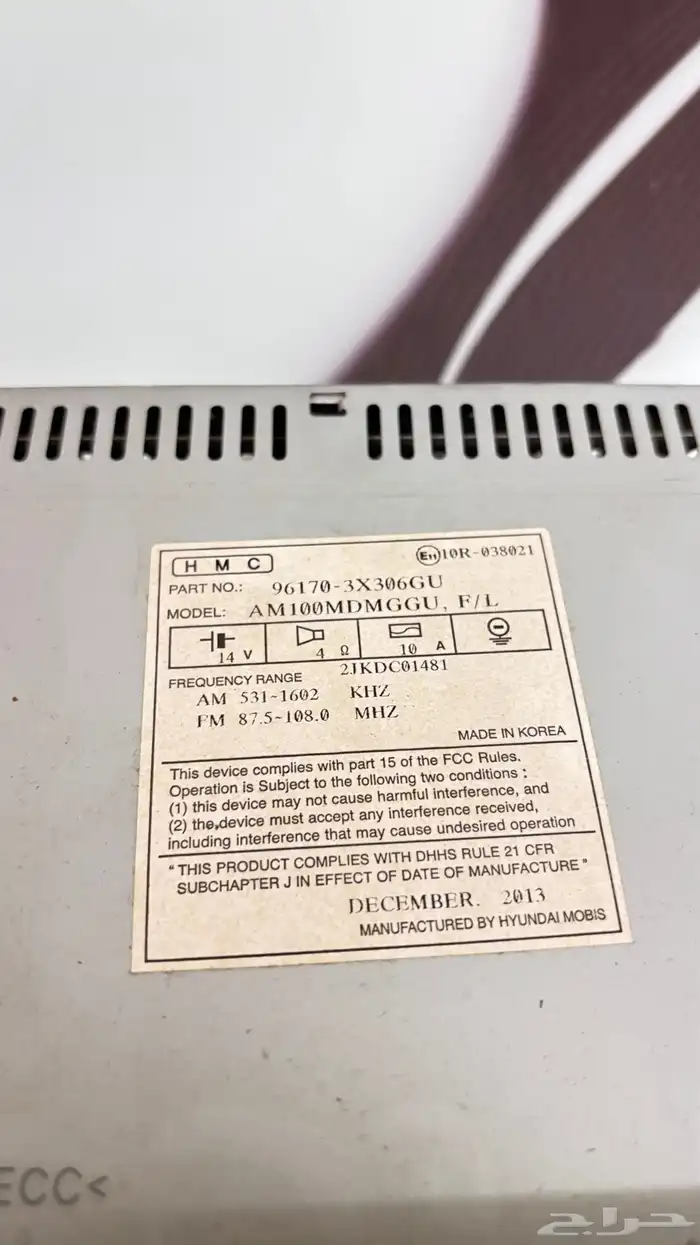 H M C
E11 10R-038021
PART NO.: 96170-3X306GU
MODEL: AM100MDMGGU, F/L
14 V 4 Ω 10 A
2JKDC01481
FREQUENCY RANGE
AM 531~1602 KHZ
FM 87.5~108.0 MHZ
MADE IN KOREA
This device complies with part 15 of the FCC Rules.
Operation is Subject to the following two conditions :
(1) this device may not cause harmful interference, and
(2) the device must accept any interference received,
including interference that may cause undesired operation
"THIS PRODUCT COMPLIES WITH DHHS RULE 21 CFR
SUBCHAPTER J IN EFFECT OF DATE OF MANUFACTURE"
DECEMBER. 2013
MANUFACTURED BY HYUNDAI MOBIS
ECC<
حراج